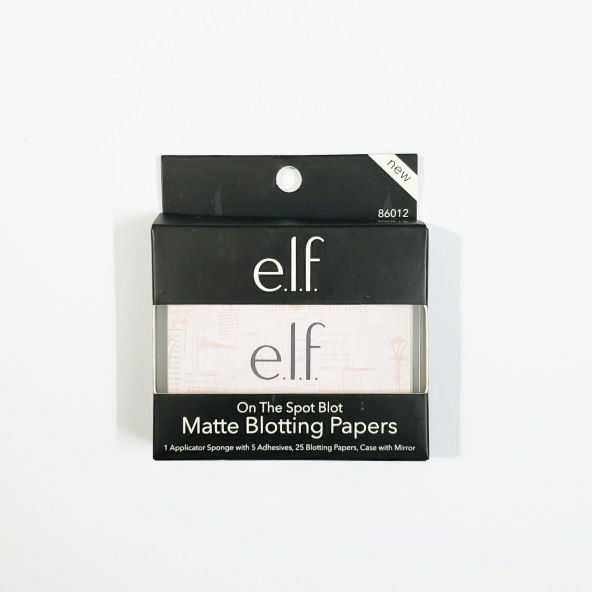 new
86012
e.l.f.
e.l.f.
On The Spot Blot
Matte Blotting Papers
1 Applicator Sponge with 5 Adhesives, 25 Blotting Papers, Case with Mirror